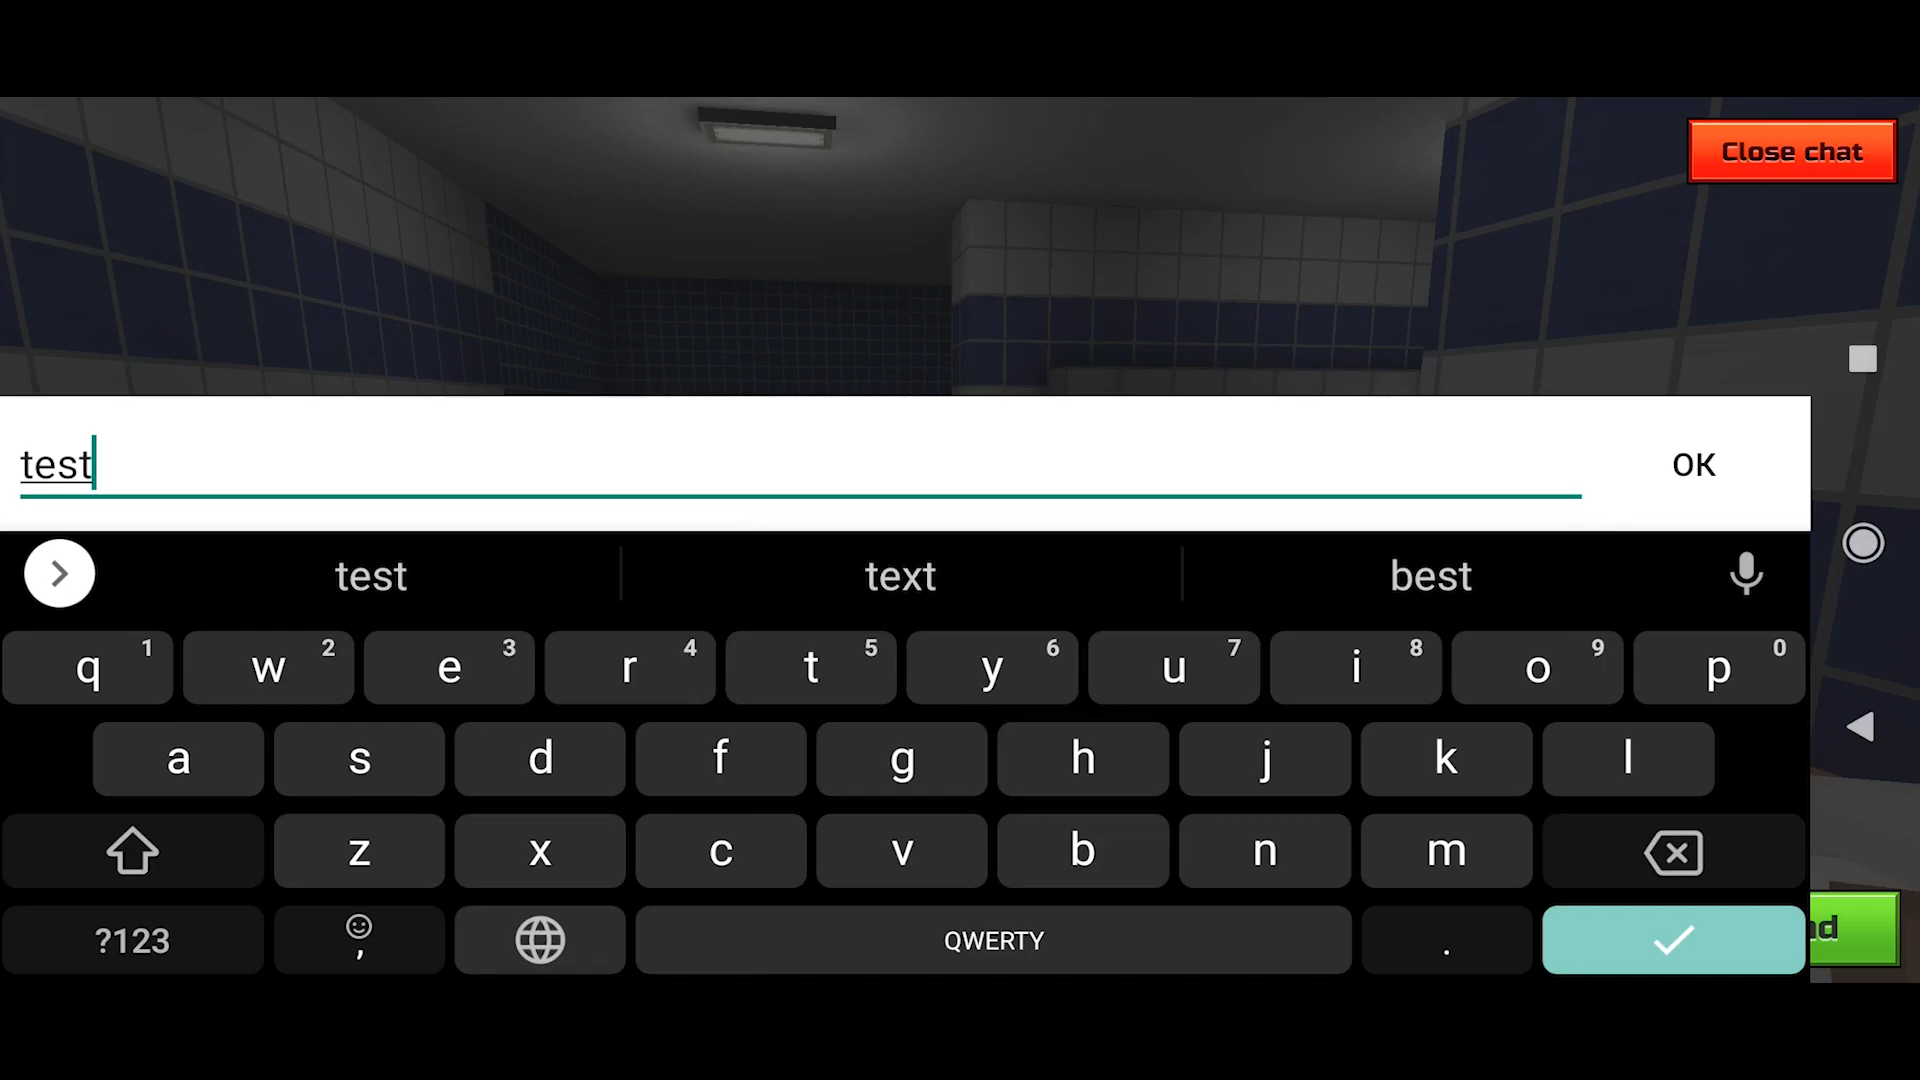 Close chat
test
OK
test text best
q 1 w 2 e 3 r 4 t 5 y 6 u 7 i 8 o 9 p 0
a s d f g h j k l
z x c v b n m
?123 , QWERTY .
nd